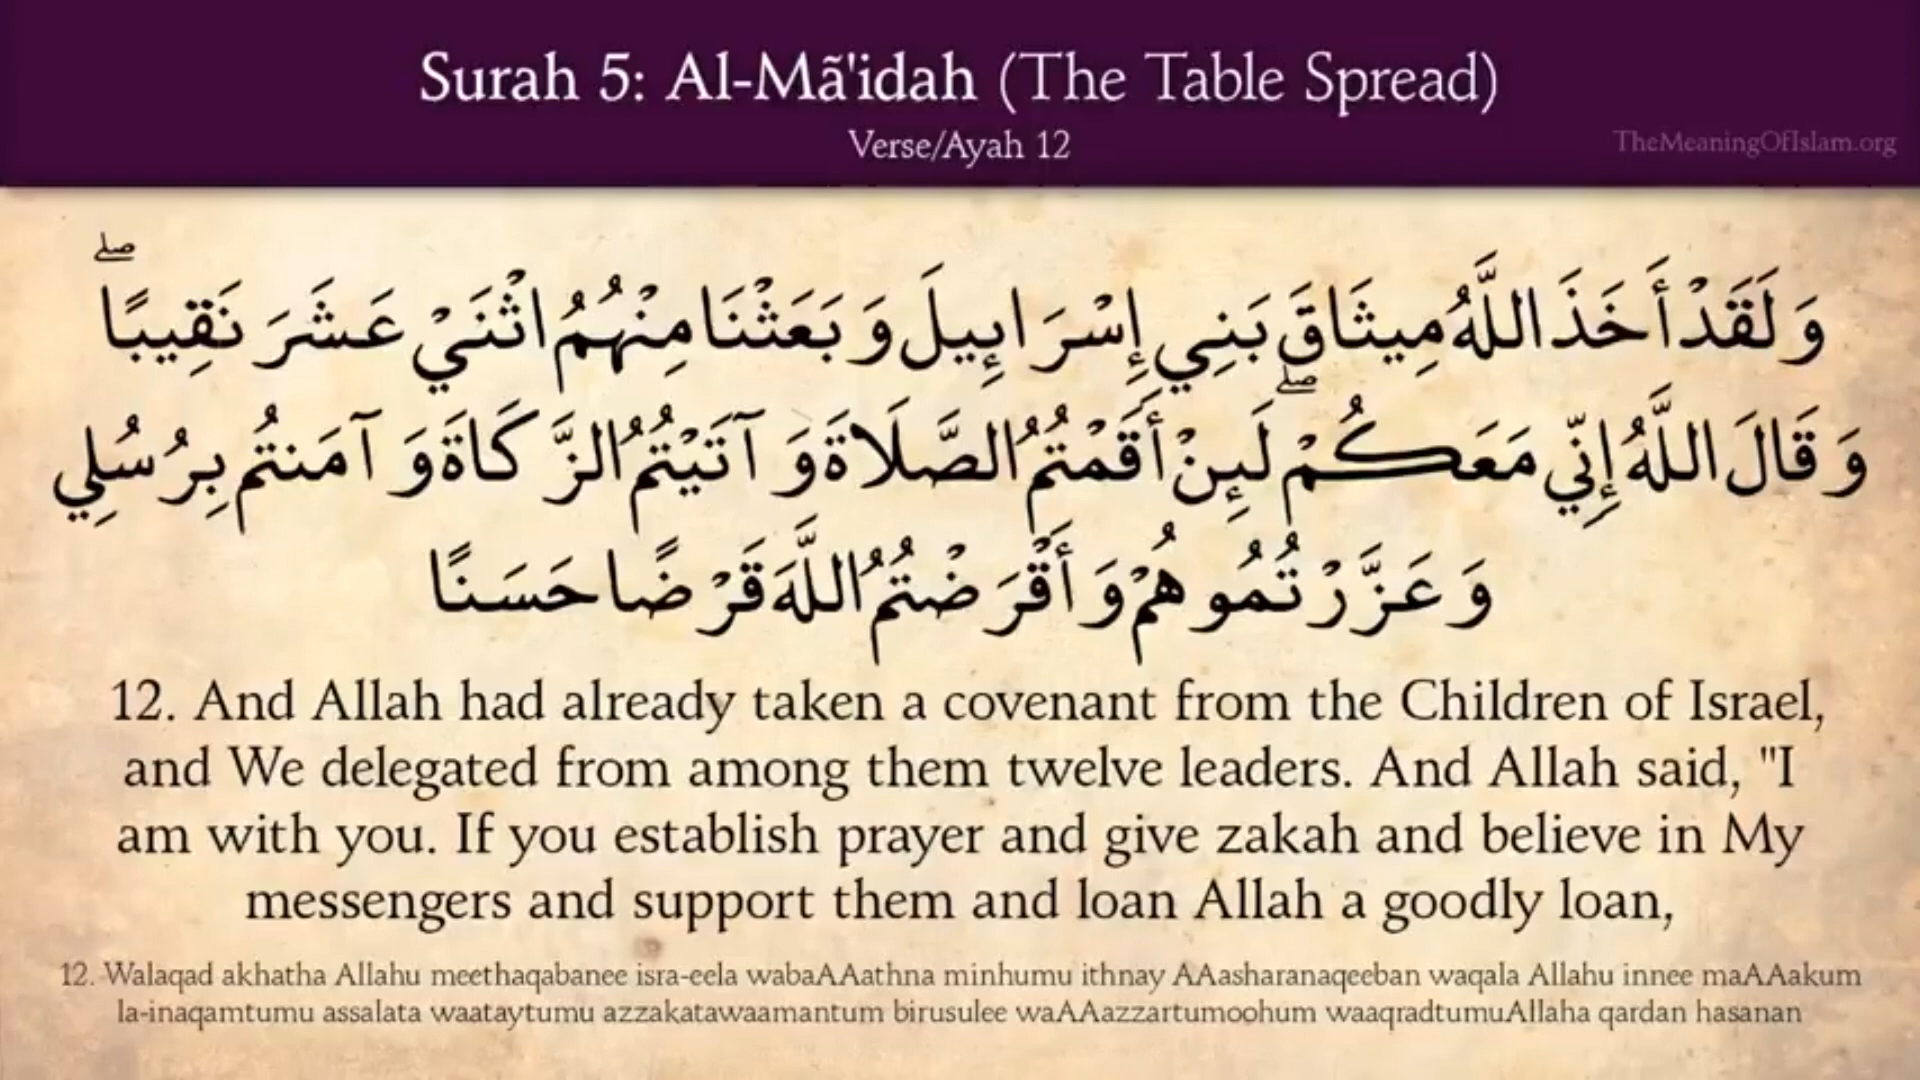 Surah 5: Al-Mã'idah (The Table Spread)
Verse/Ayah 12
TheMeaningOfIslam.org
وَلَقَدْ أَخَذَ اللَّهُ مِيثَاقَ بَنِي إِسْرَائِيلَ وَبَعَثْنَا مِنْهُمُ اثْنَيْ عَشَرَ نَقِيبًا ۖ
وَقَالَ اللَّهُ إِنِّي مَعَكُمْ ۖ لَئِنْ أَقَمْتُمُ الصَّلَاةَ وَآتَيْتُمُ الزَّكَاةَ وَآمَنتُم بِرُسُلِي
وَعَزَّرْتُمُوهُمْ وَأَقْرَضْتُمُ اللَّهَ قَرْضًا حَسَنًا
12. And Allah had already taken a covenant from the Children of Israel,
and We delegated from among them twelve leaders. And Allah said, "I
am with you. If you establish prayer and give zakah and believe in My
messengers and support them and loan Allah a goodly loan,
12. Walaqad akhatha Allahu meethaqabanee isra-eela wabaAAathna minhumu ithnay AAasharanaqeeban waqala Allahu innee maAAakum
la-inaqamtumu assalata waataytumu azzakatawaamantum birusulee waAAazzartumoohum waaqradtumuAllaha qardan hasanan